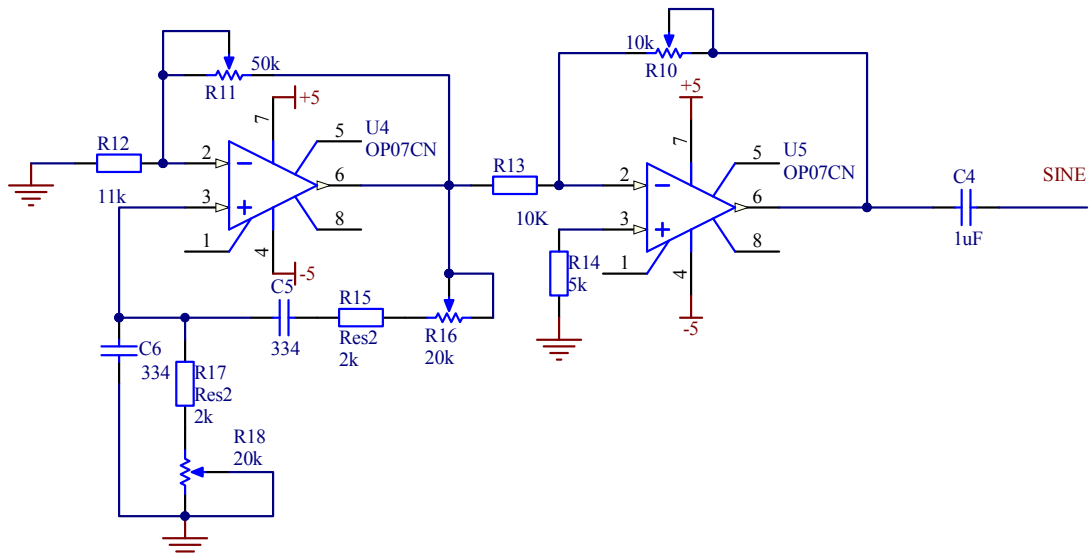 10k
R10
50k
R11
+5
+5
7
5
U4
OP07CN
R12
2
6
R13
7
5
U5
OP07CN
2
6
C4
SINE
11k
3
8
10K
3
8
1uF
1
4
-5
R14
5k
1
4
-5
C5
334
R15
Res2
2k
R16
20k
C6
334
R17
Res2
2k
R18
20k